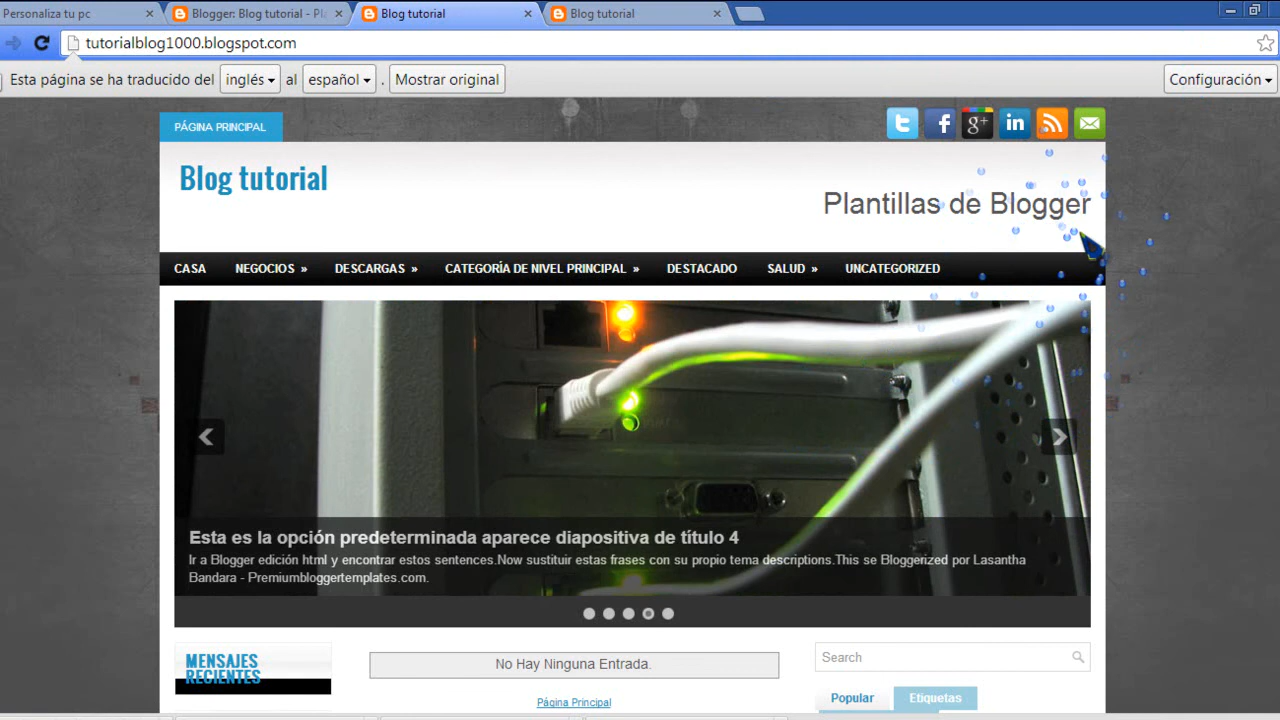 Personaliza tu pc
Blogger: Blog tutorial - Pl
Blog tutorial
Blog tutorial
tutorialblog1000.blogspot.com
Esta página se ha traducido del inglés al español . Mostrar original
Configuración
PÁGINA PRINCIPAL
g+
in
Blog tutorial
Plantillas de Blogger
CASA
NEGOCIOS »
DESCARGAS »
CATEGORÍA DE NIVEL PRINCIPAL »
DESTACADO
SALUD »
UNCATEGORIZED
Esta es la opción predeterminada aparece diapositiva de título 4
Ir a Blogger edición html y encontrar estos sentences.Now sustituir estas frases con su propio tema descriptions.This se Bloggerized por Lasantha
Bandara - Premiumbloggertemplates.com.
MENSAJES
RECIENTES
No Hay Ninguna Entrada.
Página Principal
Search
Popular
Etiquetas